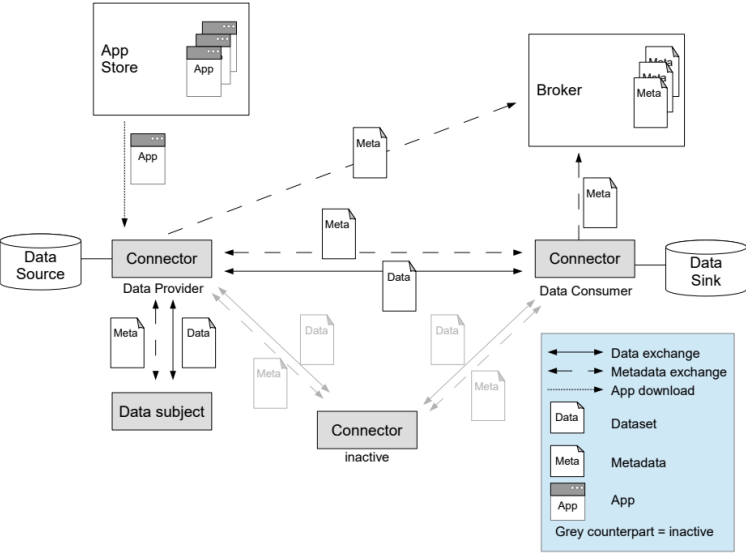 App
Store
App
App
Broker
Meta
Meta
Meta
Meta
Meta
Meta
Data
Source
Connector
Data Provider
Data
Connector
Data Consumer
Data
Sink
Meta
Data
Data
Meta
Data
Meta
Data subject
Connector
inactive
Data exchange
Metadata exchange
App download
Data
Dataset
Meta
Metadata
App
App
Grey counterpart = inactive